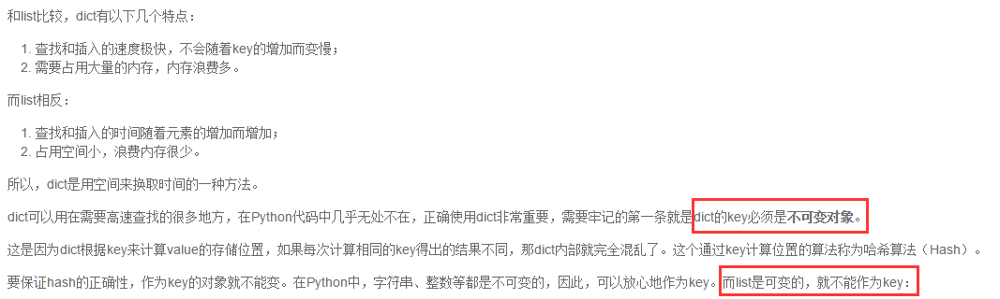 和list比较，dict有以下几个特点：
1. 查找和插入的速度极快，不会随着key的增加而变慢；
2. 需要占用大量的内存，内存浪费多。
而list相反：
1. 查找和插入的时间随着元素的增加而增加；
2. 占用空间小，浪费内存很少。
所以，dict是用空间来换取时间的一种方法。
dict可以用在需要高速查找的很多地方，在Python代码中几乎无处不在，正确使用dict非常重要，需要牢记的第一条就是dict的key必须是不可变对象。
这是因为dict根据key来计算value的存储位置，如果每次计算相同的key得出的结果不同，那dict内部就完全混乱了。这个通过key计算位置的算法称为哈希算法（Hash）。
要保证hash的正确性，作为key的对象就不能变。在Python中，字符串、整数等都是不可变的，因此，可以放心地作为key。而list是可变的，就不能作为key：